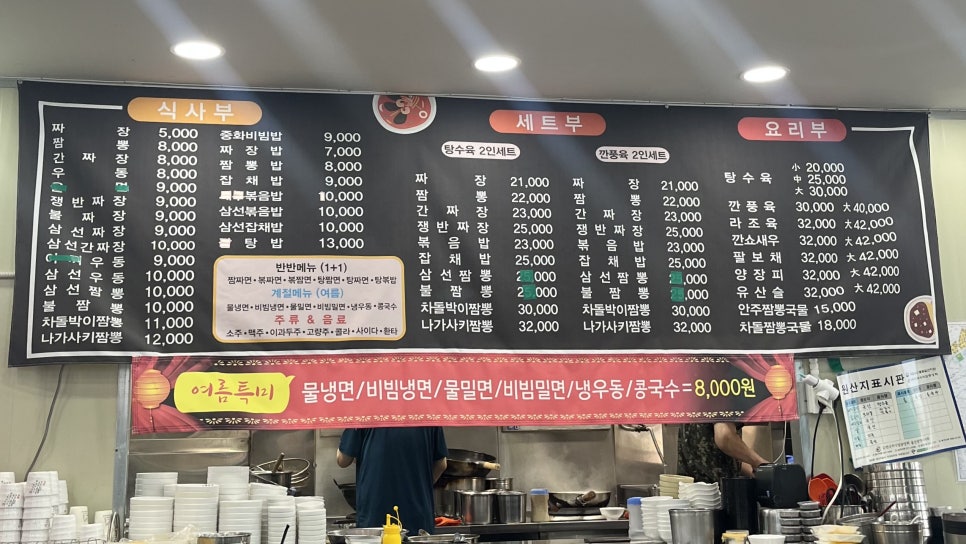 식사부
짜장 5,000
짬뽕 8,000
간짜장 8,000
우동 8,000
9,000
쟁반짜장 9,000
불짜장 9,000
삼선짜장 9,000
삼선간짜장 10,000
9,000
삼선우동 10,000
삼선짬뽕 10,000
불짬뽕 10,000
차돌박이짬뽕 11,000
나가사키짬뽕 12,000
중화비빔밥 9,000
짜장밥 7,000
짬뽕밥 8,000
잡채밥 9,000
볶음밥 10,000
삼선볶음밥 10,000
삼선잡채밥 10,000
탕밥 13,000
반반메뉴 (1+1)
짬짜면•볶짜면•볶짬면•탕짬면•탕짜면•탕볶밥
계절메뉴 (여름)
물냉면•비빔냉면•물밀면•비빔밀면•냉우동•콩국수
주류 & 음료
소주•맥주•이과두주•고량주•콜라•사이다•환타
세트부
탕수육 2인세트
짜장 21,000
짬뽕 22,000
간짜장 23,000
쟁반짜장 25,000
볶음밥 23,000
잡채밥 25,000
삼선짬뽕 ,000
불짬뽕 ,000
차돌박이짬뽕 30,000
나가사키짬뽕 32,000
깐풍육 2인세트
짜장 21,000
짬뽕 22,000
간짜장 23,000
쟁반짜장 25,000
볶음밥 23,000
잡채밥 25,000
삼선짬뽕 ,000
불짬뽕 ,000
차돌박이짬뽕 30,000
나가사키짬뽕 32,000
요리부
탕수육 小 20,000
中 25,000
大 30,000
깐풍육 30,000 大 40,000
라조육 32,000 大 42,000
깐쇼새우 32,000 大 42,000
팔보채 32,000 大 42,000
양장피 32,000 大 42,000
유산슬 32,000 大 42,000
안주짬뽕국물 15,000
차돌짬뽕국물 18,000
여름특미 물냉면/비빔냉면/물밀면/비빔밀면/냉우동/콩국수=8,000원
원산지표시판